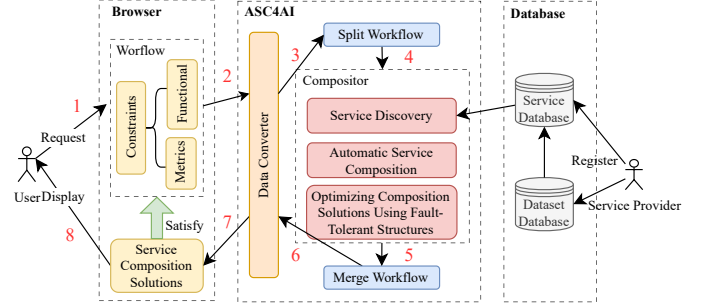 Browser
ASC4AI
Database
Worflow
Constraints
Functional
Metrics
1
Request
User
Display
8
2
Satisfy
Service
Composition
Solutions
7
Data Converter
3
Split Workflow
4
Compositor
Service Discovery
Automatic Service
Composition
Optimizing Composition
Solutions Using Fault-
Tolerant Structures
6
5
Merge Workflow
Service
Database
Register
Dataset
Database
Service Provider